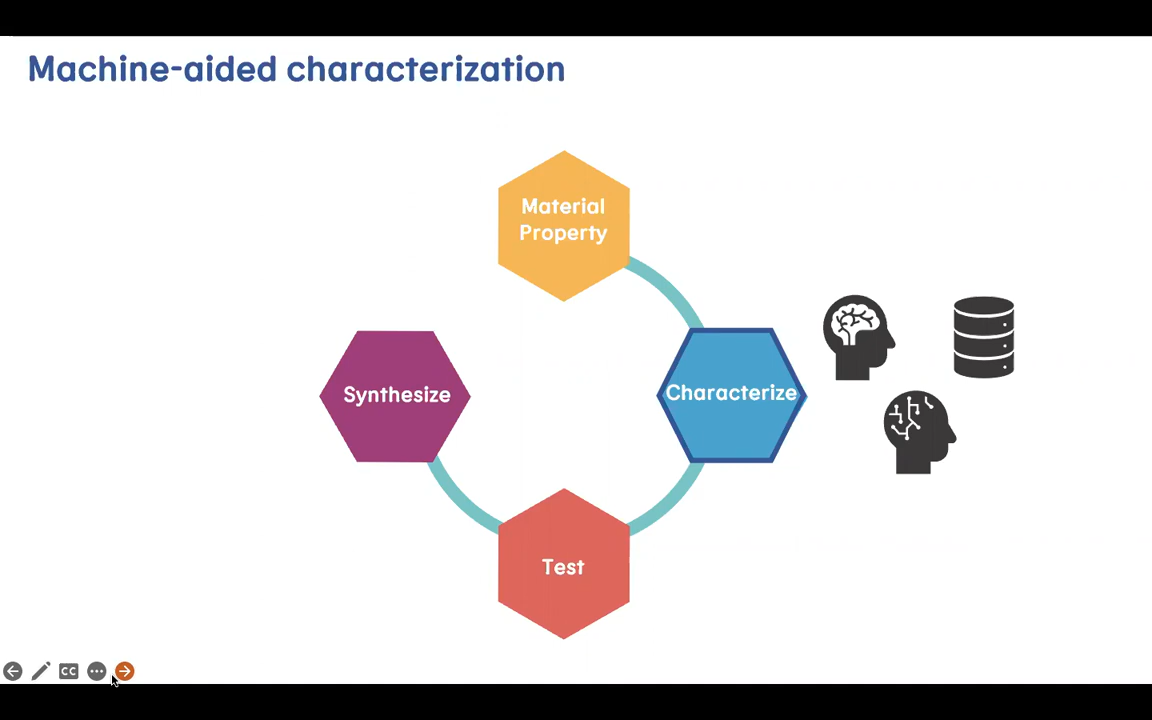 Machine-aided characterization
Material
Property
Synthesize
Characterize
Test
CC